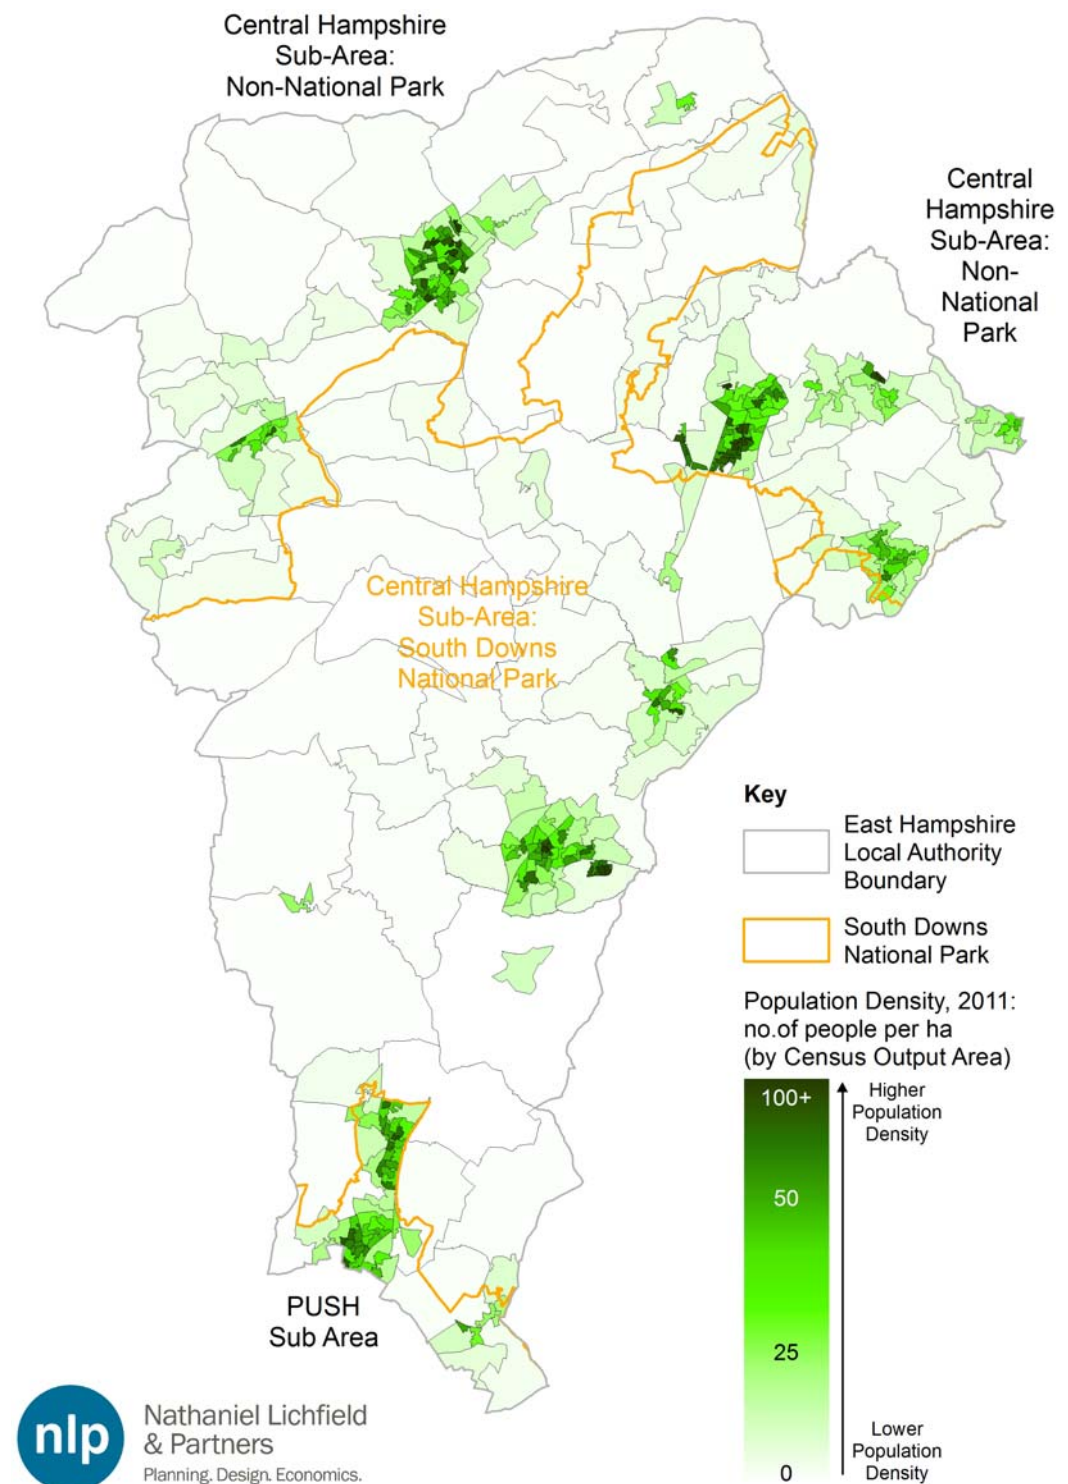 Central Hampshire
Sub-Area:
Non-National Park
Central
Hampshire
Sub-Area:
Non-
National
Park
Central Hampshire
Sub-Area:
South Downs
National Park
PUSH
Sub Area
Key
East Hampshire
Local Authority
Boundary
South Downs
National Park
Population Density, 2011:
no.of people per ha
(by Census Output Area)
100+
50
25
0
Higher
Population
Density
Lower
Population
Density
nlp
Nathaniel Lichfield
& Partners
Planning. Design. Economics.